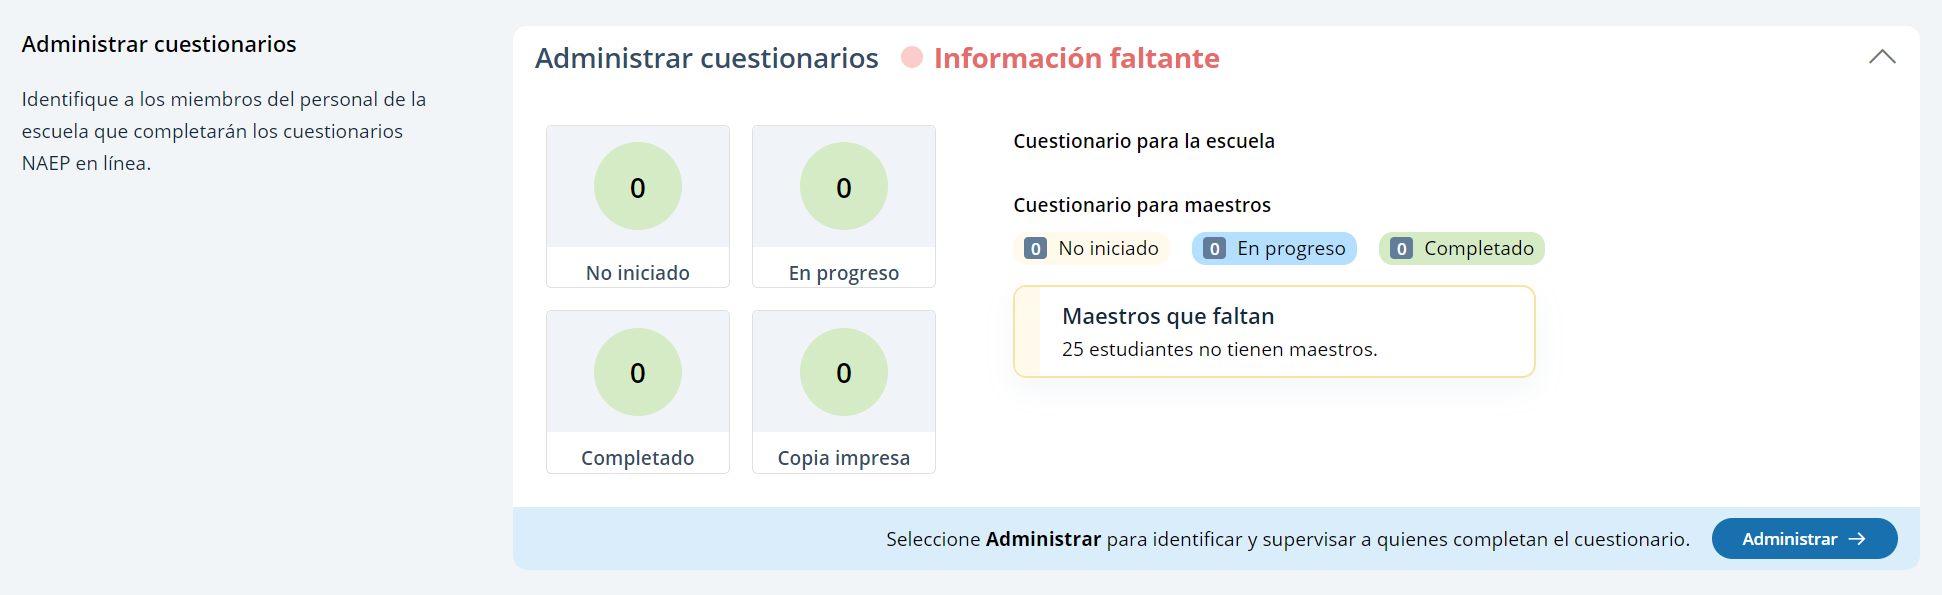 Administrar cuestionarios
Identifique a los miembros del personal de la
escuela que completarán los cuestionarios
NAEP en línea.
Administrar cuestionarios Información faltante
0
No iniciado
0
En progreso
0
Completado
0
Copia impresa
Cuestionario para la escuela
Cuestionario para maestros
0 No iniciado 0 En progreso 0 Completado
Maestros que faltan
25 estudiantes no tienen maestros.
Seleccione Administrar para identificar y supervisar a quienes completan el cuestionario.
Administrar →